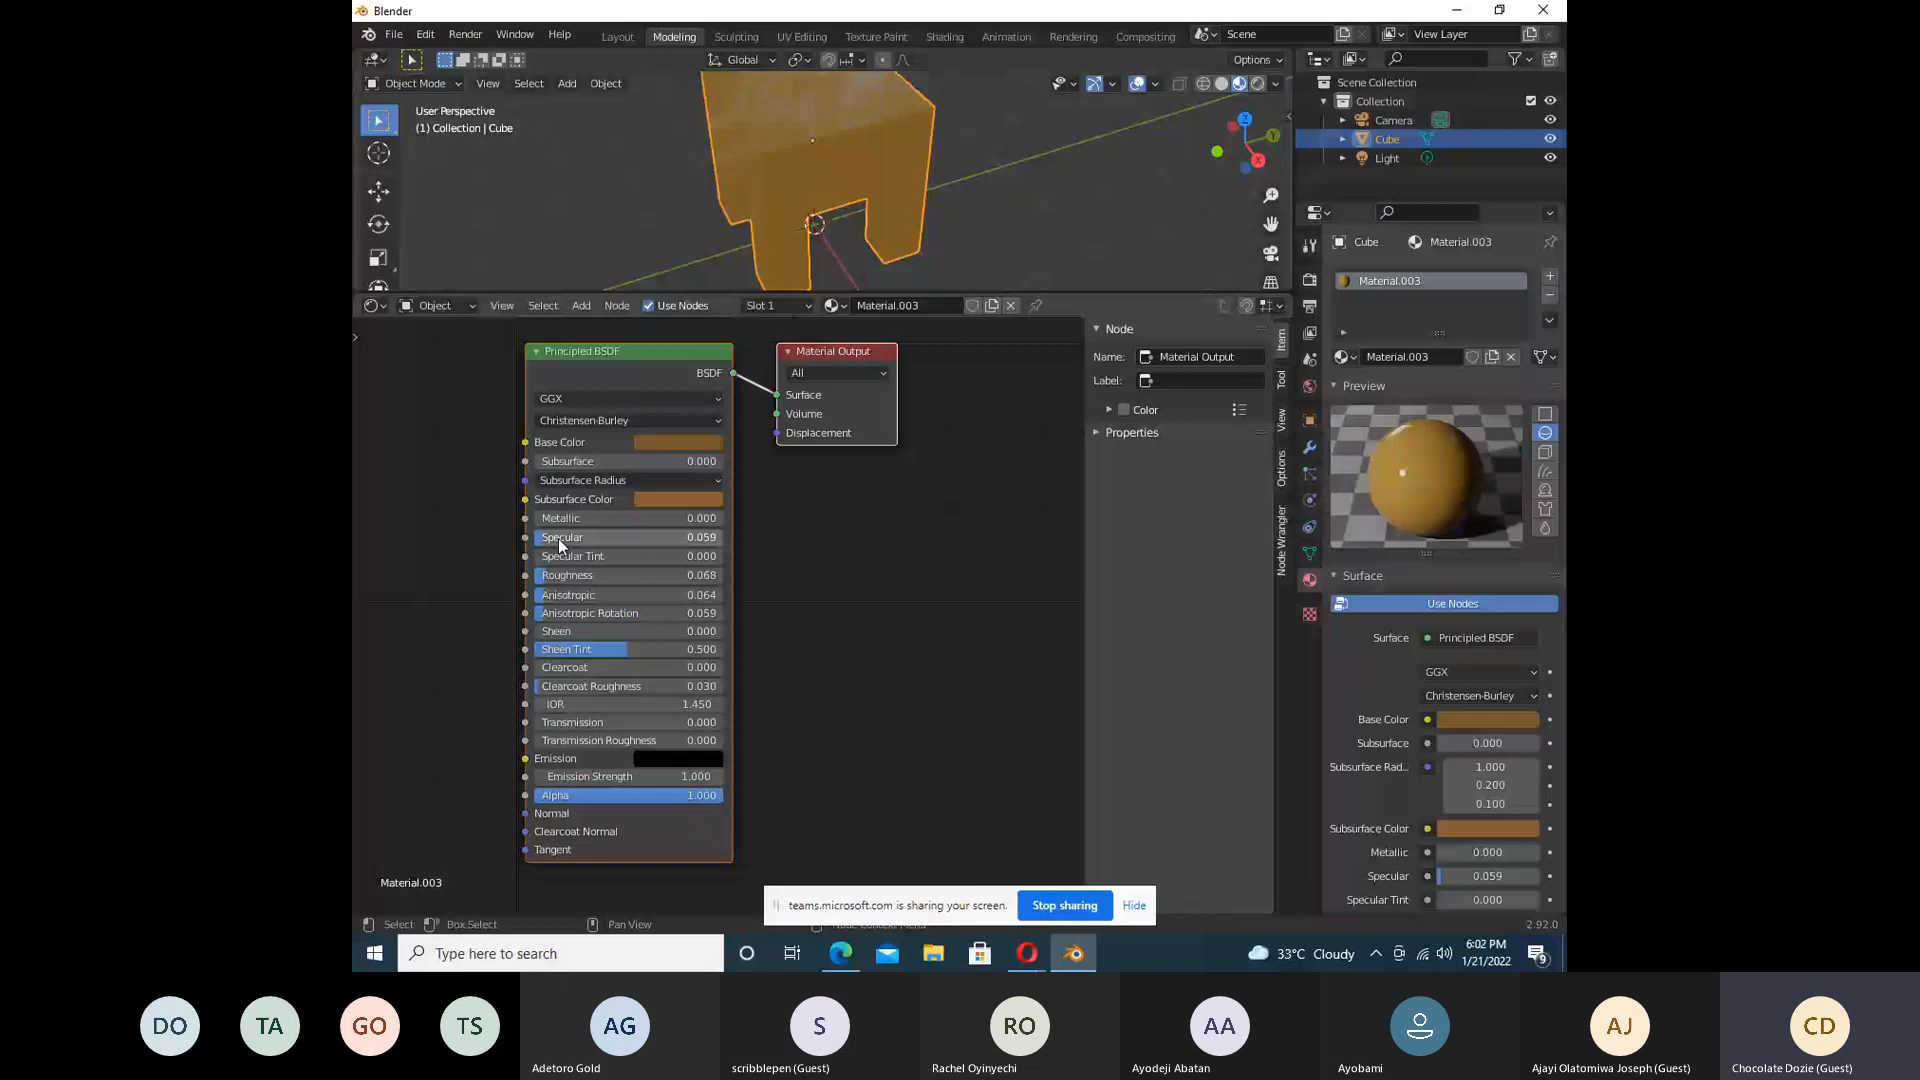 Blender
File Edit Render Window Help Layout Modeling Sculpting UV Editing Texture Paint Shading Animation Rendering Compositing Scene View Layer
Global Options
Object Mode View Select Add Object
User Perspective
(1) Collection | Cube
Z
Y
X
Scene Collection
Collection
Camera
Cube
Light
Object View Select Add Node Use Nodes Slot 1 Material.003
Principled BSDF
BSDF
GGX
Christensen-Burley
Base Color
Subsurface 0.000
Subsurface Radius
Subsurface Color
Metallic 0.000
Specular 0.059
Specular Tint 0.000
Roughness 0.068
Anisotropic 0.064
Anisotropic Rotation 0.059
Sheen 0.000
Sheen Tint 0.500
Clearcoat 0.000
Clearcoat Roughness 0.030
IOR 1.450
Transmission 0.000
Transmission Roughness 0.000
Emission
Emission Strength 1.000
Alpha 1.000
Normal
Clearcoat Normal
Tangent
Material Output
All
Surface
Volume
Displacement
Node
Name: Material Output
Label:
Color
Properties
Item
Tool
View
Options
Node Wrangler
Cube Material.003
Material.003
Material.003
Preview
Surface
Use Nodes
Surface Principled BSDF
GGX
Christensen-Burley
Base Color
Subsurface 0.000
Subsurface Rad... 1.000
0.200
0.100
Subsurface Color
Metallic 0.000
Specular 0.059
Specular Tint 0.000
Material.003
teams.microsoft.com is sharing your screen. Stop sharing Hide
Select Box Select Pan View Node Context Menu 2.92.0
Type here to search
33°C Cloudy
6:02 PM
1/21/2022
9
DO TA GO TS AG S RO AA AJ CD
Adetoro Gold scribblepen (Guest) Rachel Oyinyechi Ayodeji Abatan Ayobami Ajayi Olatomiwa Joseph (Guest) Chocolate Dozie (Guest)